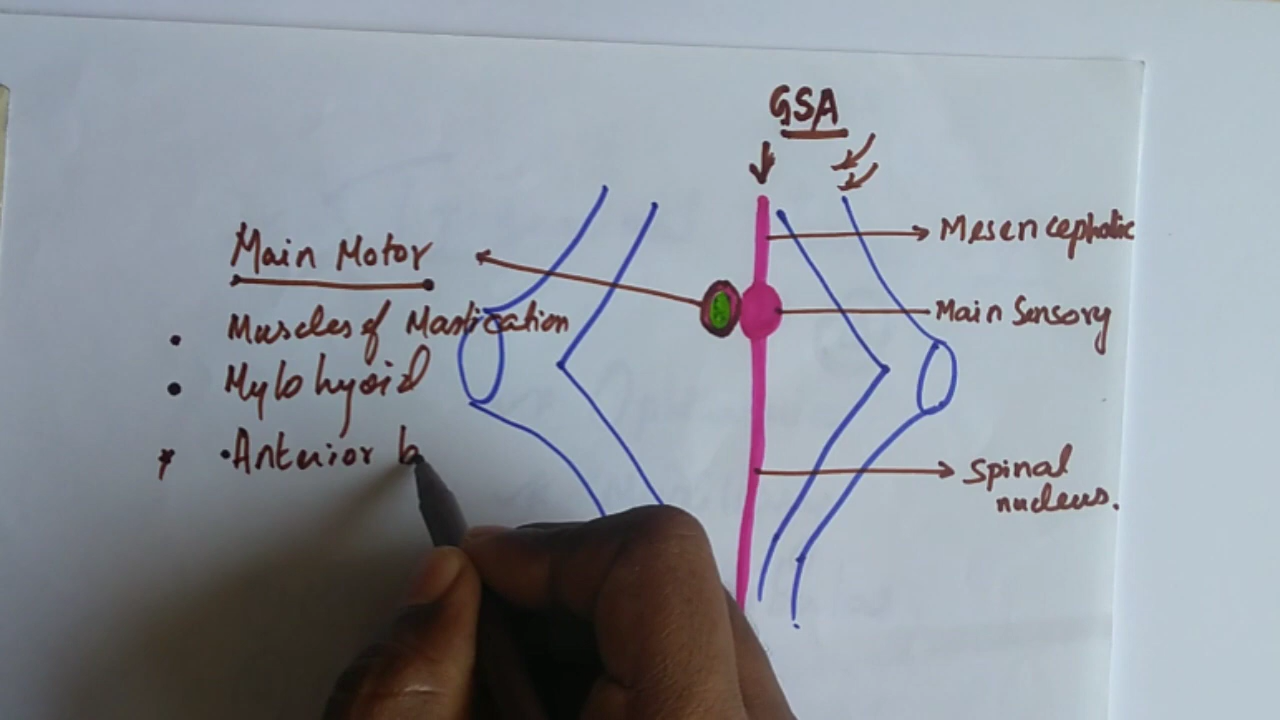 GSA
Main Motor
Mesencephalic
Muscles of Mastication
Main Sensory
Mylohyoid
Anterior b
Spinal
nucleus.